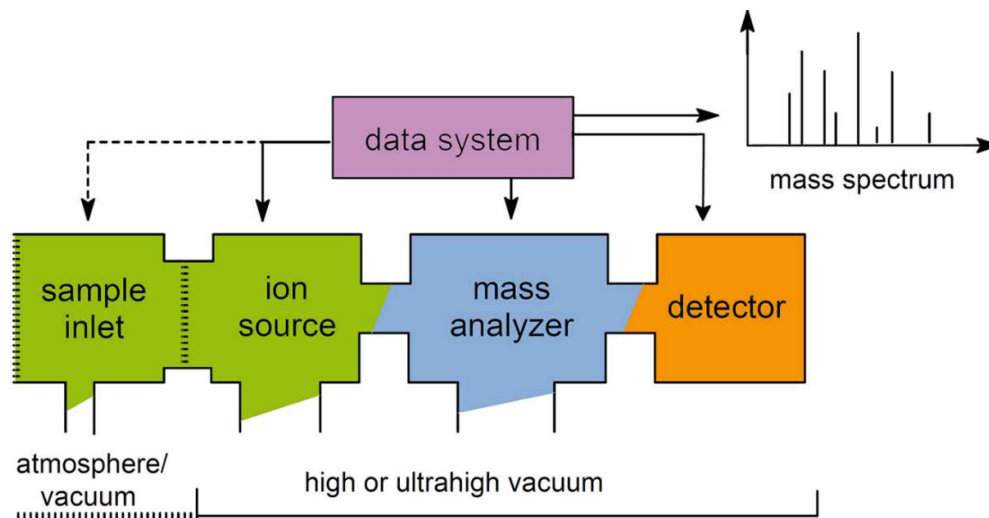 data system
mass spectrum
sample
inlet
ion
source
mass
analyzer
detector
atmosphere/
vacuum
high or ultrahigh vacuum